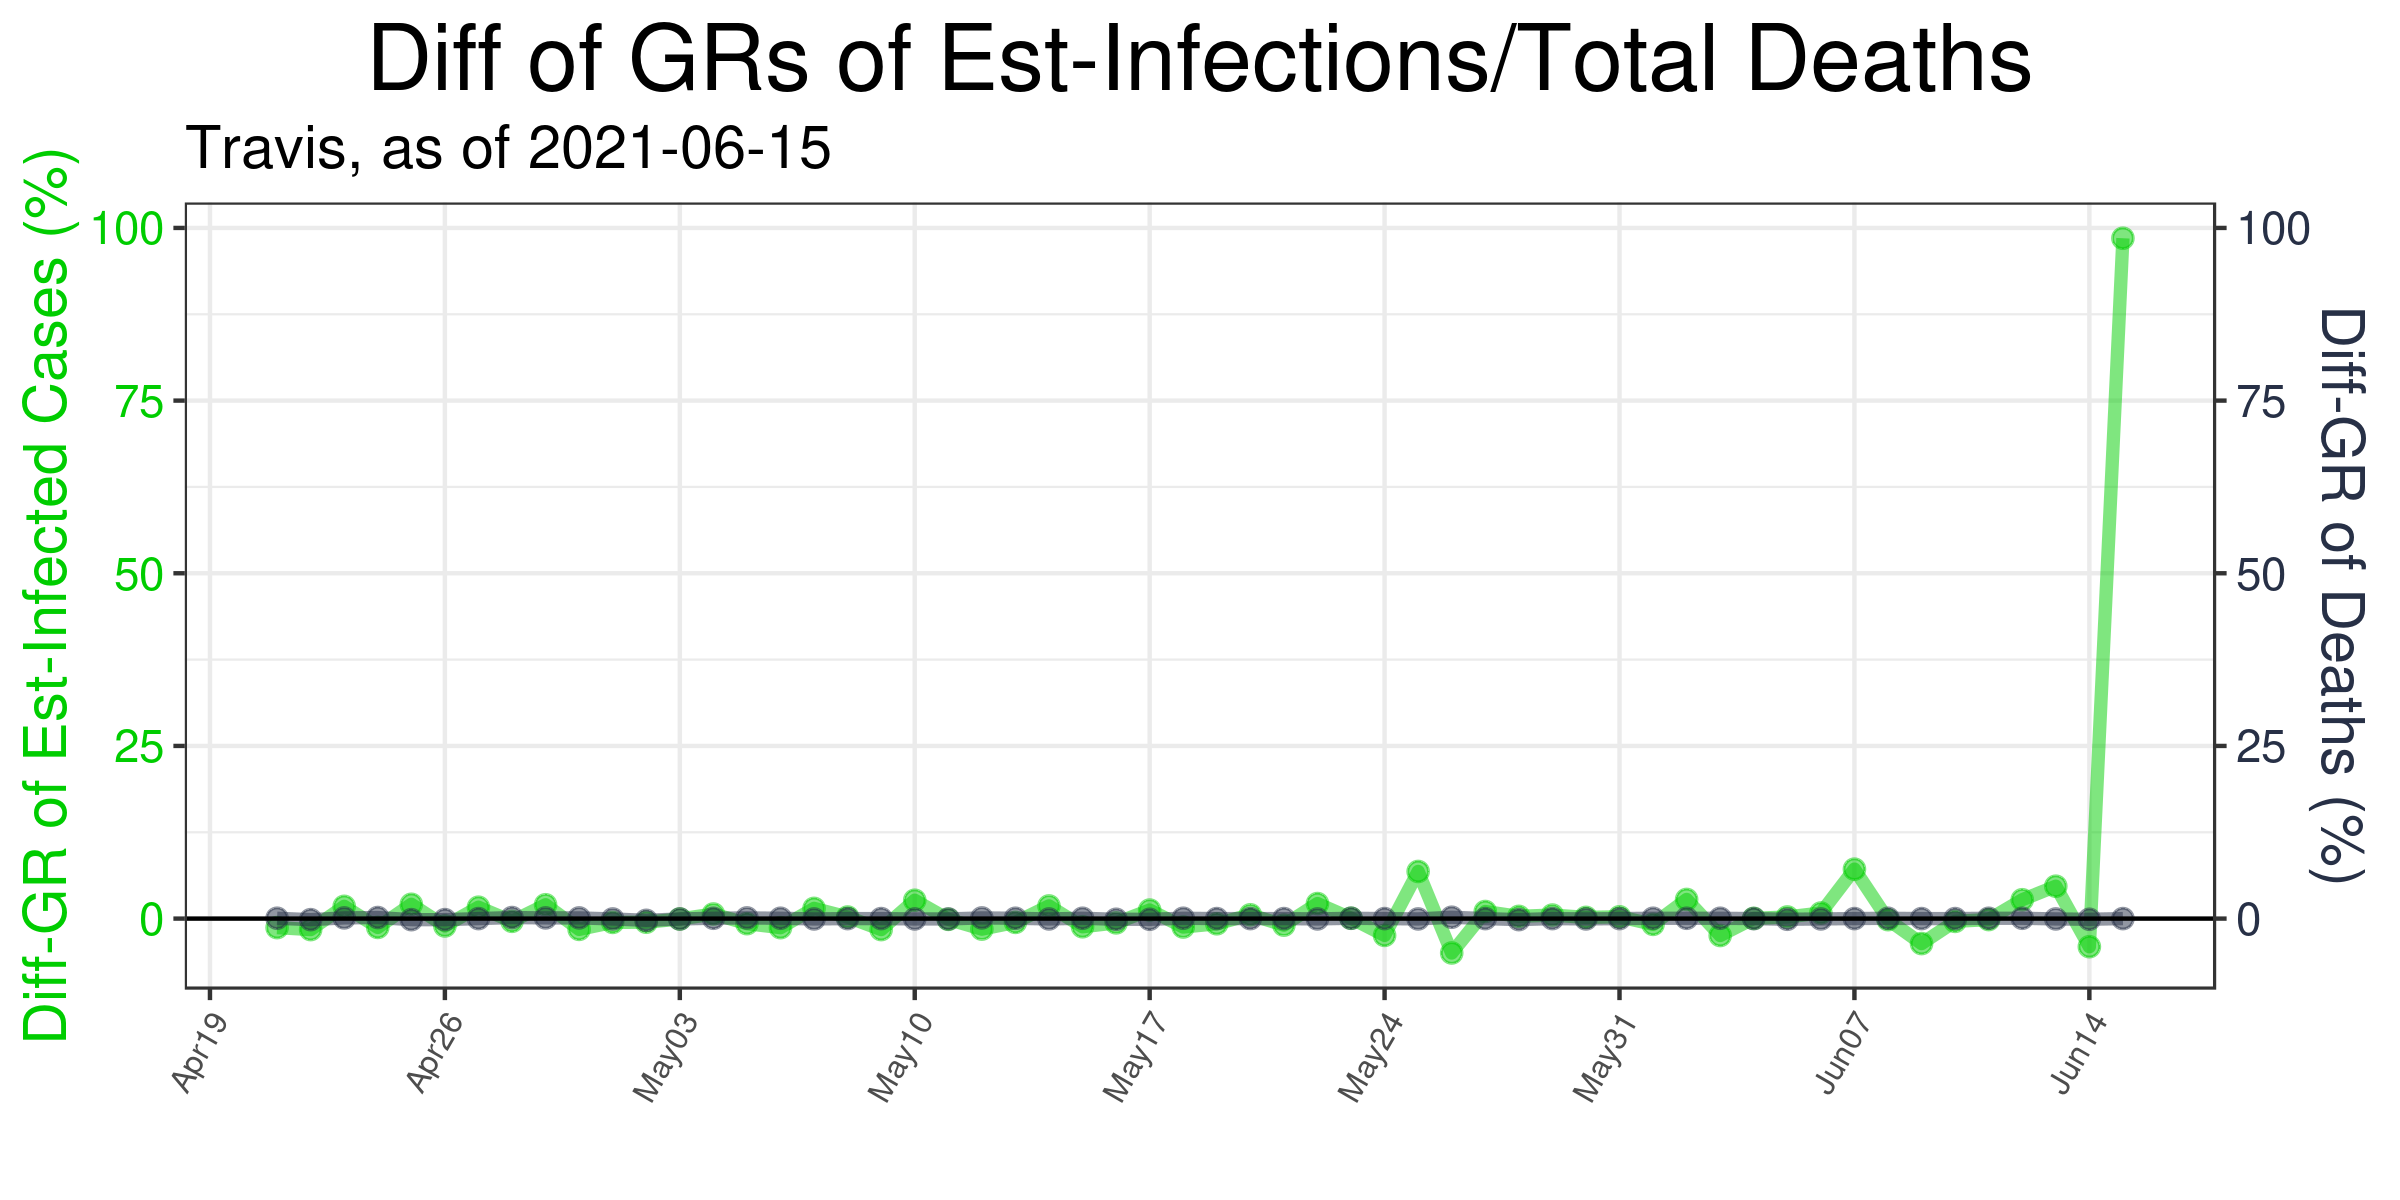 Diff of GRs of Est-Infections/Total Deaths
Travis, as of 2021-06-15
Diff-GR of Est-Infected Cases (%)
100
75
50
25
0
100
75
50
25
0
Diff-GR of Deaths (%)
Apr19
Apr26
May03
May10
May17
May24
May31
Jun07
Jun14